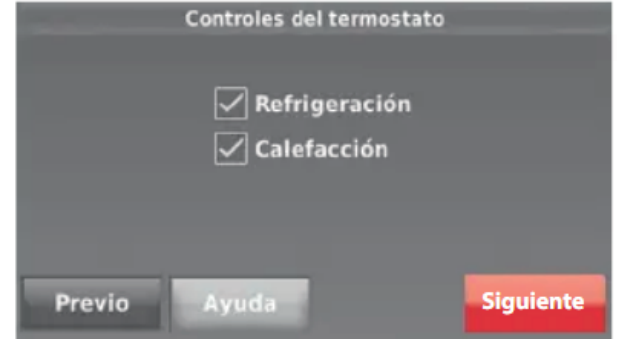 Controles del termostato
Refrigeración
Calefacción
Previo Ayuda Siguiente